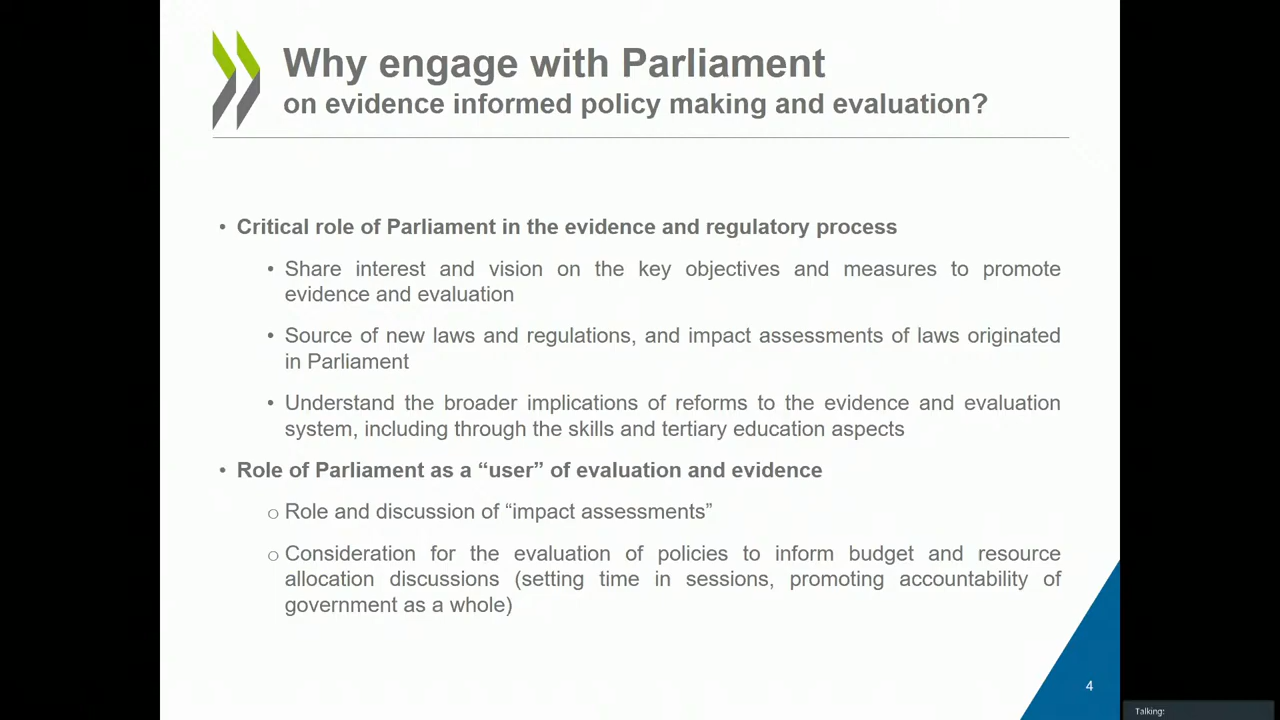 Why engage with Parliament
on evidence informed policy making and evaluation?
• Critical role of Parliament in the evidence and regulatory process
• Share interest and vision on the key objectives and measures to promote
evidence and evaluation
• Source of new laws and regulations, and impact assessments of laws originated
in Parliament
• Understand the broader implications of reforms to the evidence and evaluation
system, including through the skills and tertiary education aspects
• Role of Parliament as a “user” of evaluation and evidence
o Role and discussion of “impact assessments”
o Consideration for the evaluation of policies to inform budget and resource
allocation discussions (setting time in sessions, promoting accountability of
government as a whole)
4
Talking: